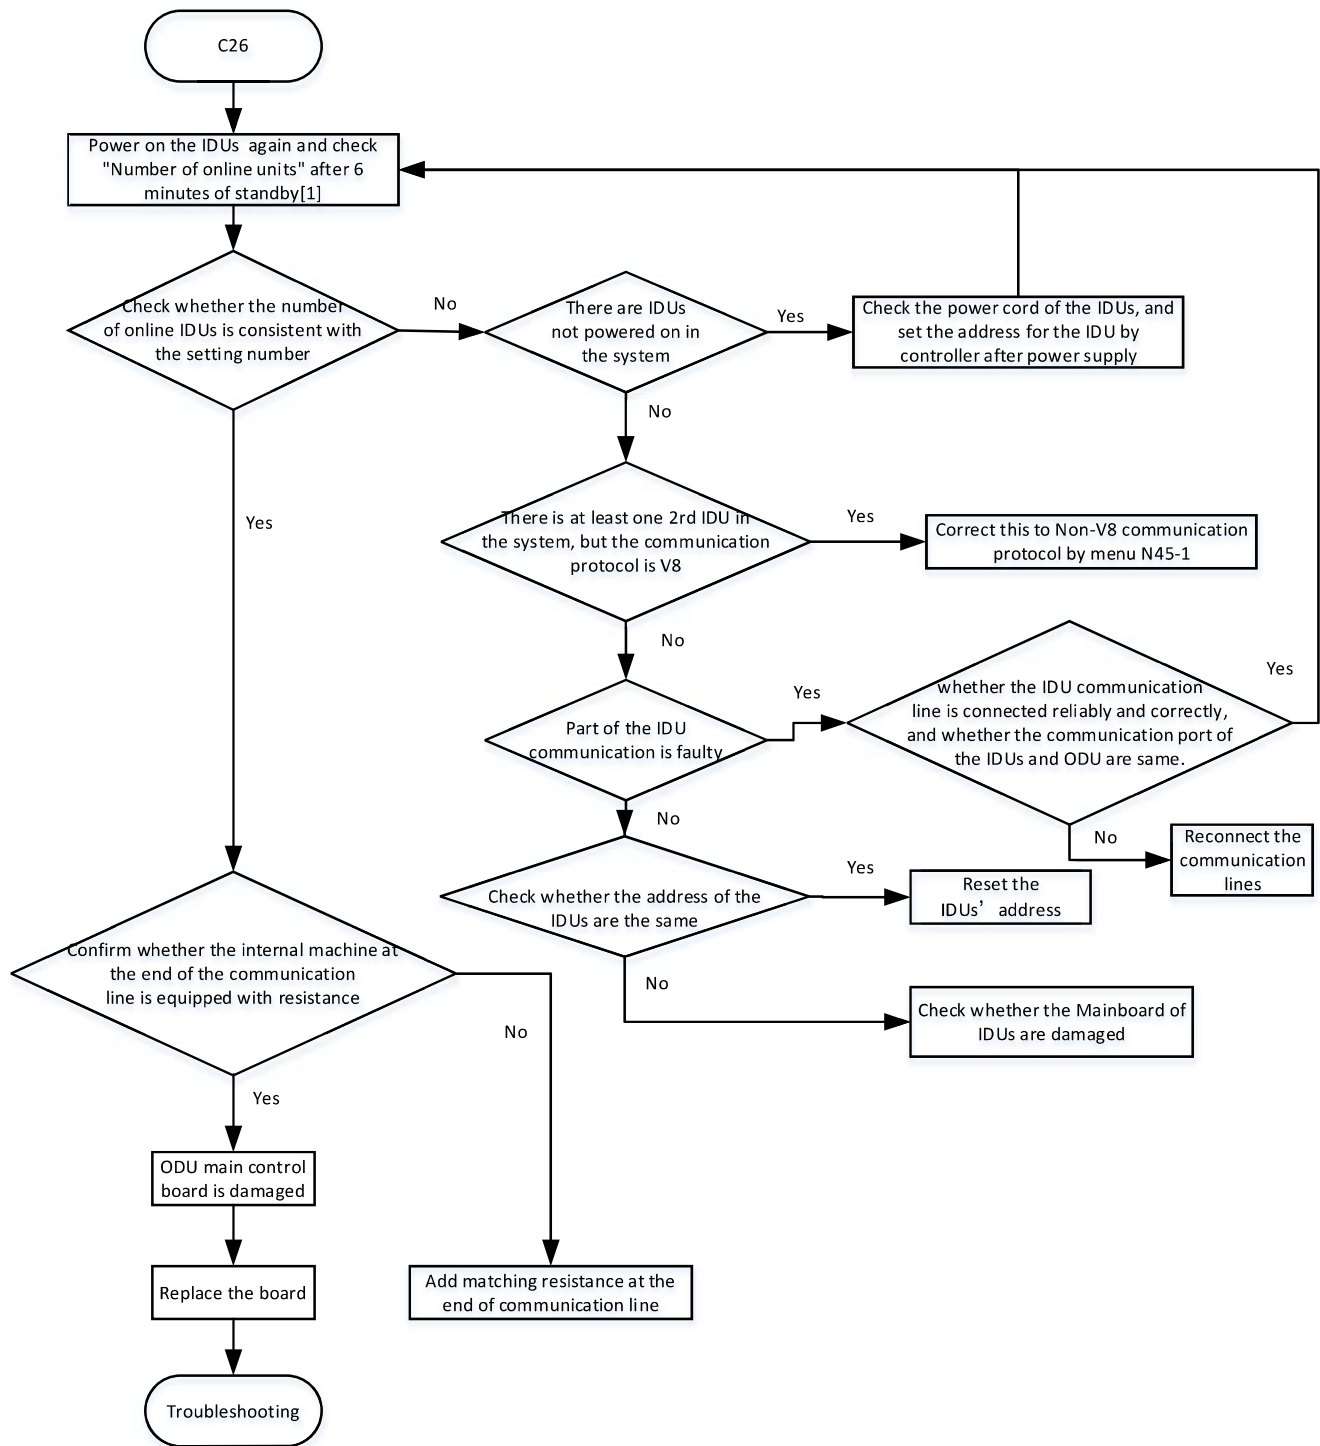 C26
Power on the IDUs again and check
"Number of online units" after 6
minutes of standby[1]
Check whether the number
of online IDUs is consistent with
the setting number
No
There are IDUs
not powered on in
the system
Yes
Check the power cord of the IDUs, and
set the address for the IDU by
controller after power supply
No
Yes
There is at least one 2rd IDU in
the system, but the communication
protocol is V8
Yes
Correct this to Non-V8 communication
protocol by menu N45-1
No
Part of the IDU
communication is faulty
Yes
whether the IDU communication
line is connected reliably and correctly,
and whether the communication port of
the IDUs and ODU are same.
Yes
No
Reconnect the
communication
lines
No
Check whether the address of the
IDUs are the same
Yes
Reset the
IDUs’ address
No
Check whether the Mainboard of
IDUs are damaged
Confirm whether the internal machine at
the end of the communication
line is equipped with resistance
No
Yes
ODU main control
board is damaged
Replace the board
Add matching resistance at the
end of communication line
Troubleshooting